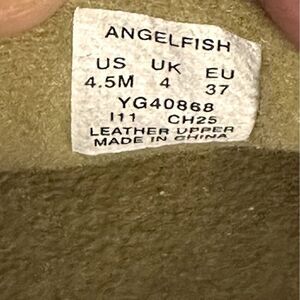 ANGELFISH
US UK EU
4.5M 4 37
YG40868
I11 CH25
LEATHER UPPER
MADE IN CHINA